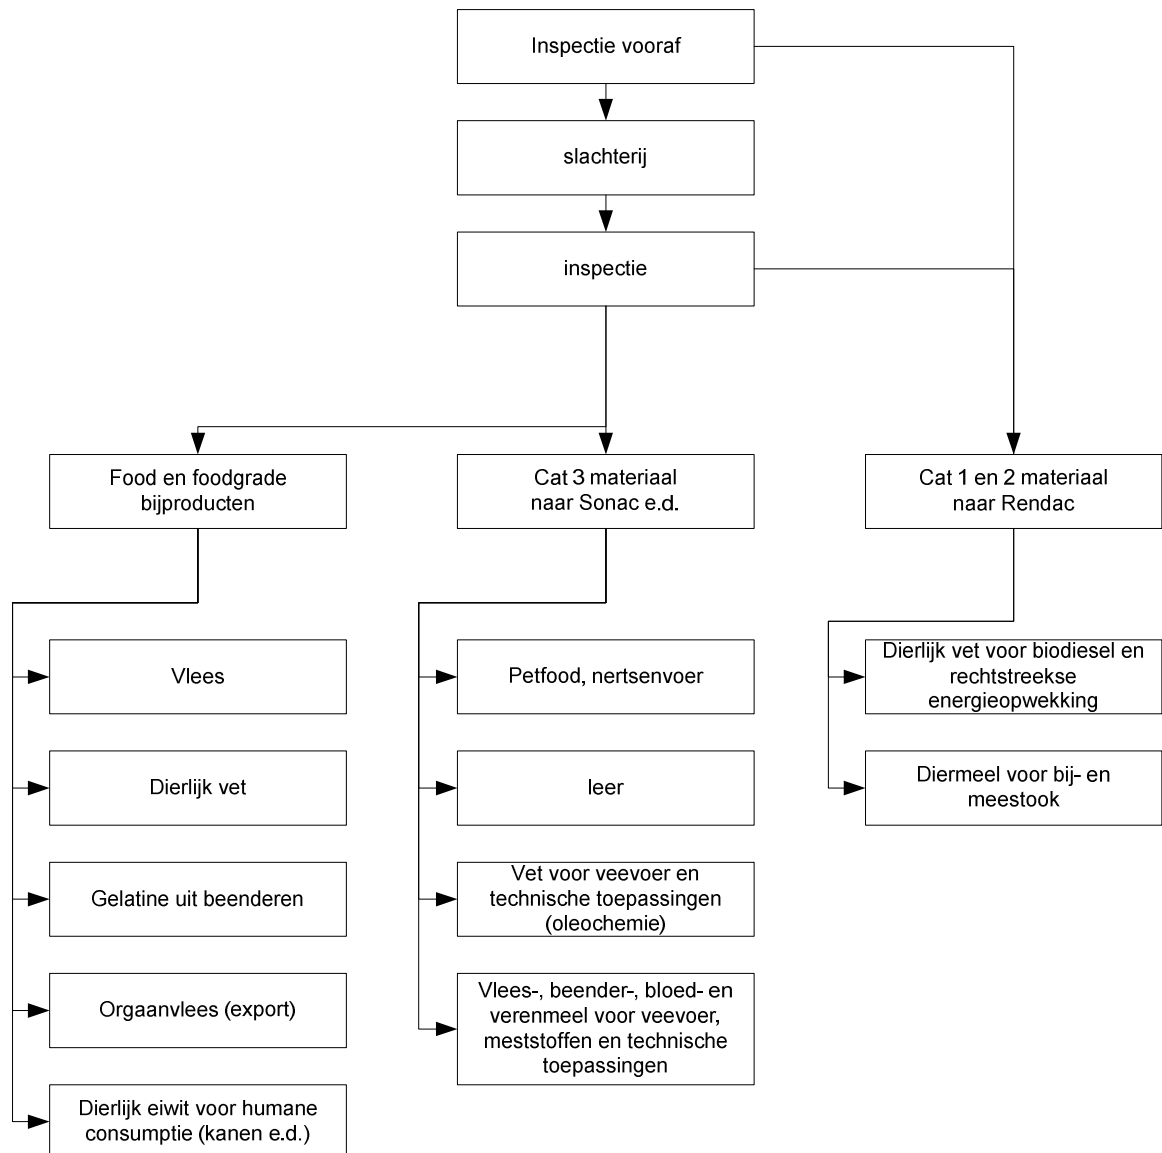 Inspectie vooraf
slachterij
inspectie
Food en foodgrade
bijproducten
Cat 3 materiaal
naar Sonac e.d.
Cat 1 en 2 materiaal
naar Rendac
Vlees
Dierlijk vet
Gelatine uit beenderen
Orgaanvlees (export)
Dierlijk eiwit voor humane
consumptie (kanen e.d.)
Petfood, nertsenvoer
leer
Vet voor veevoer en
technische toepassingen
(oleochemie)
Vlees-, beender-, bloed- en
verenmeel voor veevoer,
meststoffen en technische
toepassingen
Dierlijk vet voor biodiesel en
rechtstreekse
energieopwekking
Diermeel voor bij- en
meestook